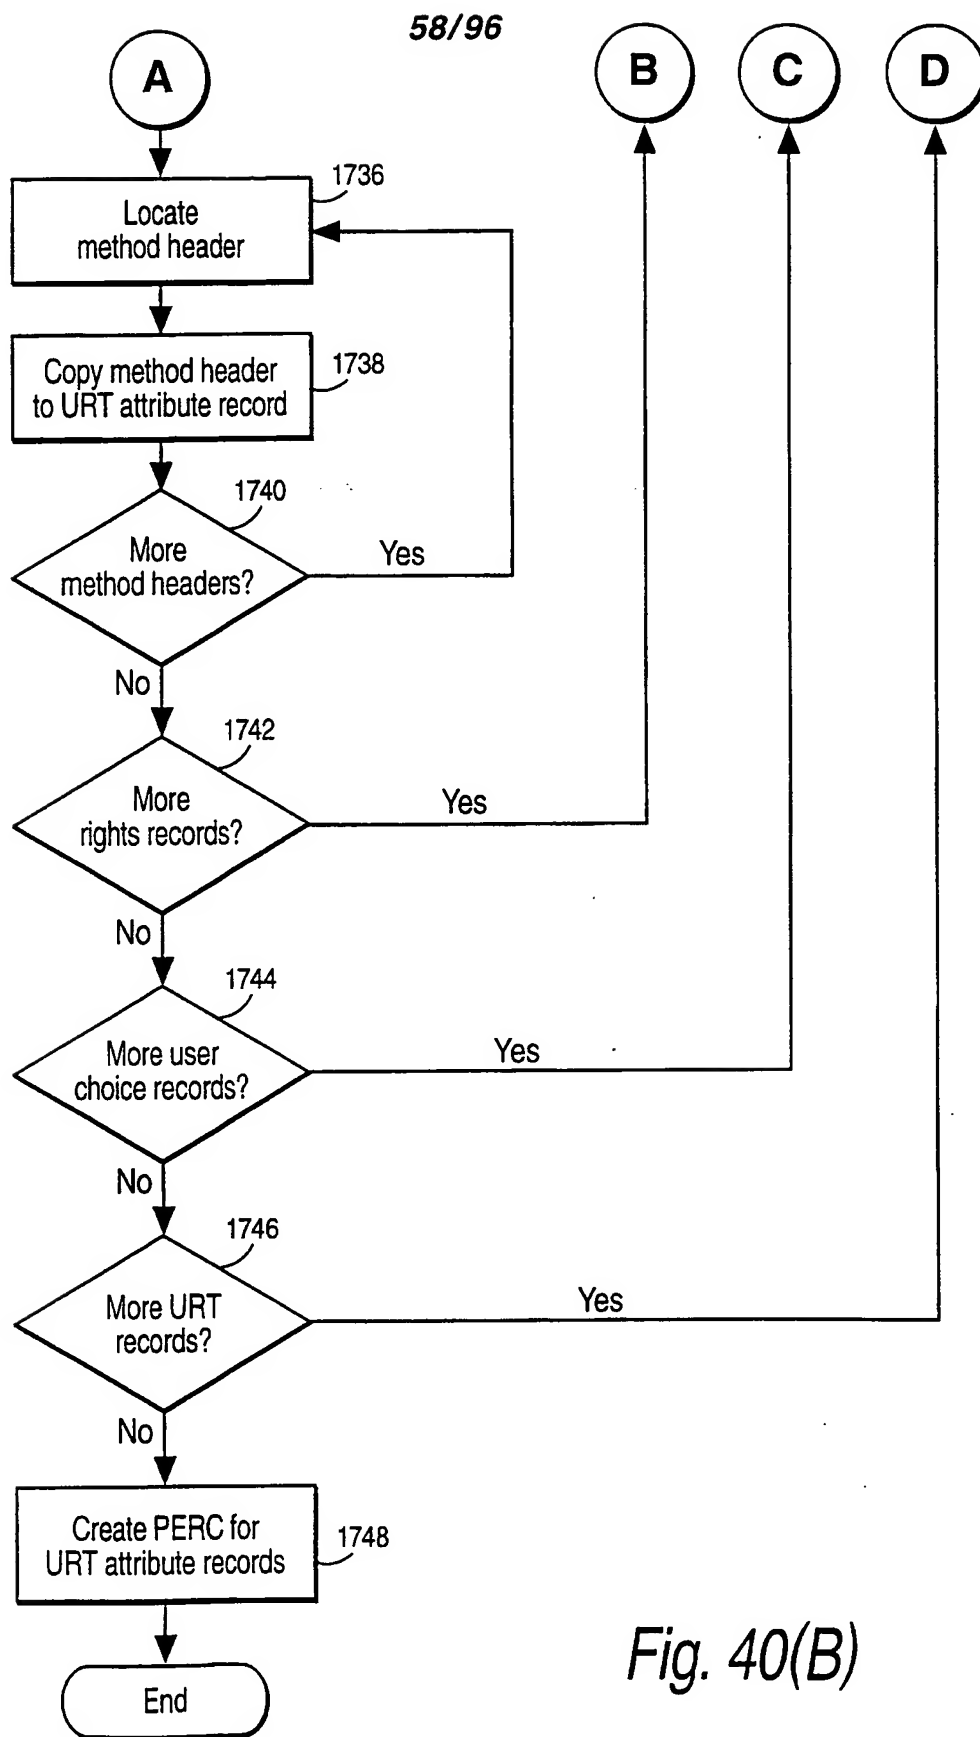 58/96
A
B
C
D
1736
Locate
method header
1738
Copy method header
to URT attribute record
1740
More
method headers?
Yes
No
1742
More
rights records?
Yes
No
1744
More user
choice records?
Yes
No
1746
More URT
records?
Yes
No
Create PERC for
URT attribute records
1748
End
Fig. 40(B)